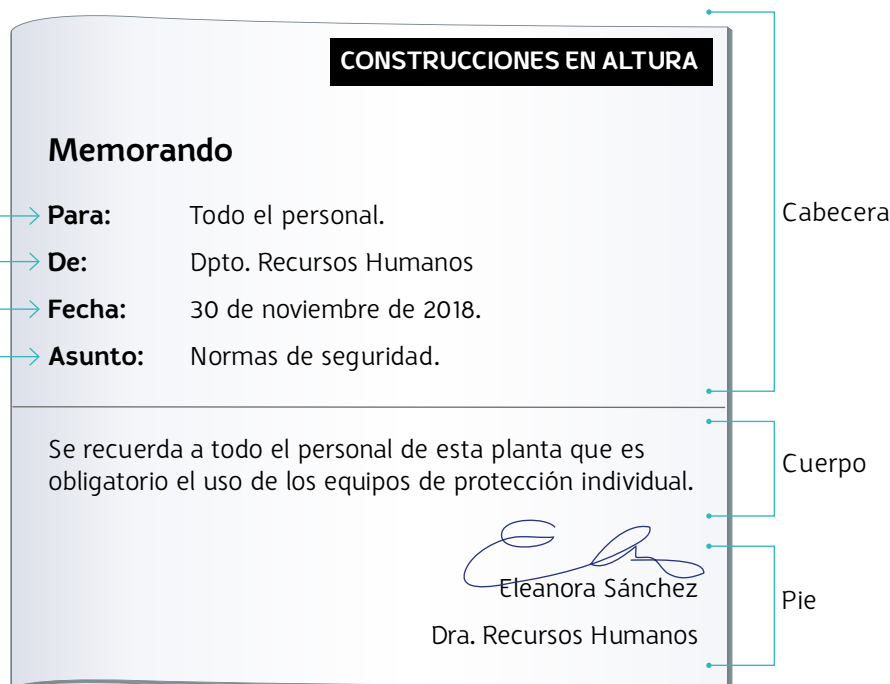 CONSTRUCCIONES EN ALTURA
Memorando
Para: Todo el personal.
De: Dpto. Recursos Humanos
Fecha: 30 de noviembre de 2018.
Asunto: Normas de seguridad.
Cabecera
Se recuerda a todo el personal de esta planta que es
obligatorio el uso de los equipos de protección individual.
Cuerpo
Eleanora Sánchez
Dra. Recursos Humanos
Pie